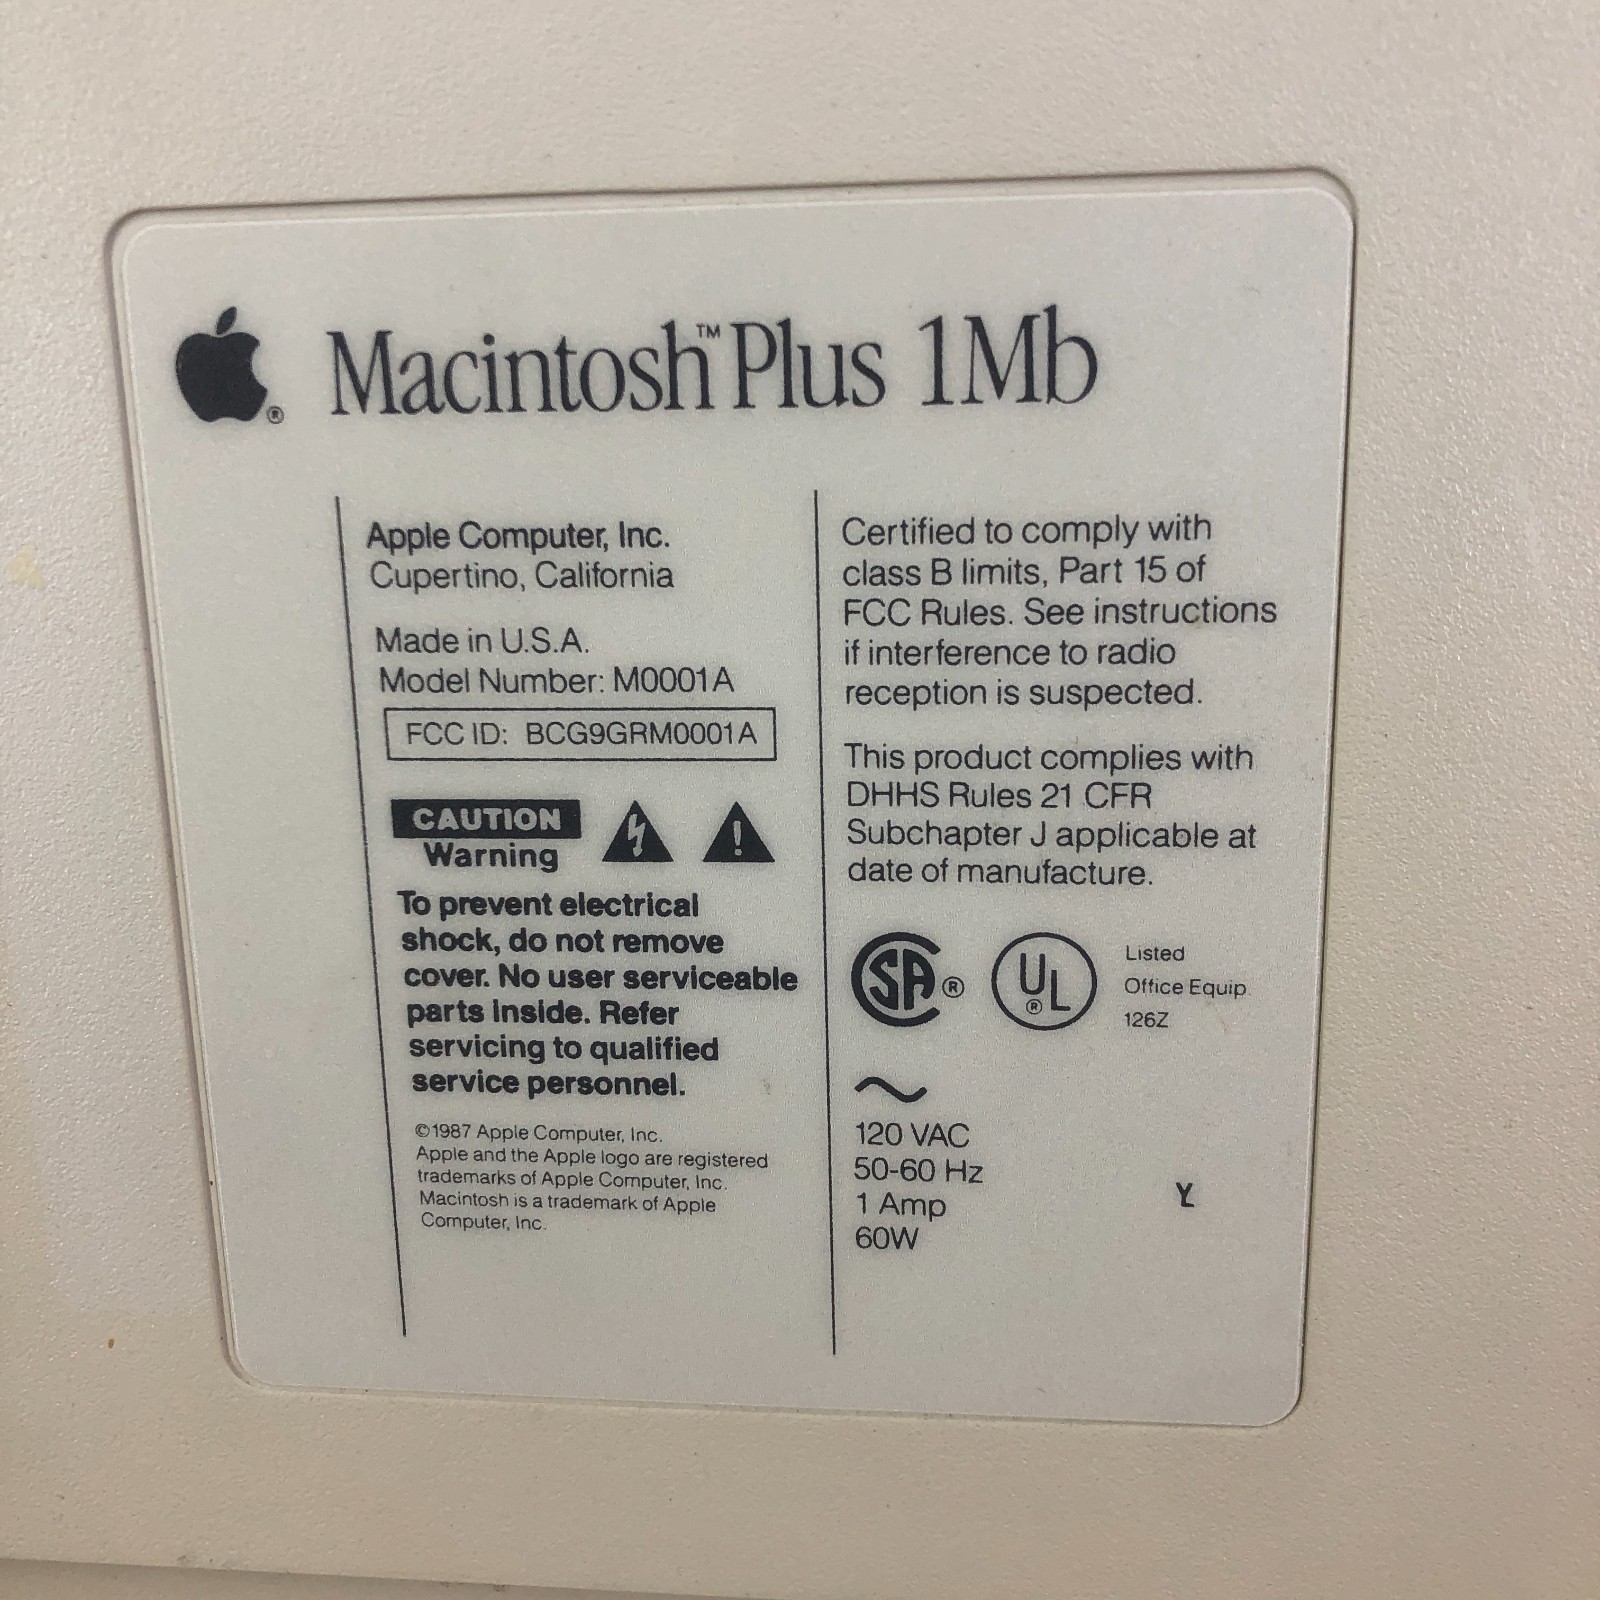 Macintosh™ Plus 1Mb
Apple Computer, Inc.
Cupertino, California
Made in U.S.A.
Model Number: M0001A
FCC ID: BCG9GRM0001A
CAUTION
Warning
To prevent electrical
shock, do not remove
cover. No user serviceable
parts inside. Refer
servicing to qualified
service personnel.
©1987 Apple Computer, Inc.
Apple and the Apple logo are registered
trademarks of Apple Computer, Inc.
Macintosh is a trademark of Apple
Computer, Inc.
Certified to comply with
class B limits, Part 15 of
FCC Rules. See instructions
if interference to radio
reception is suspected.
This product complies with
DHHS Rules 21 CFR
Subchapter J applicable at
date of manufacture.
SA® UL®
Listed
Office Equip.
126Z
120 VAC
50-60 Hz
1 Amp
60W